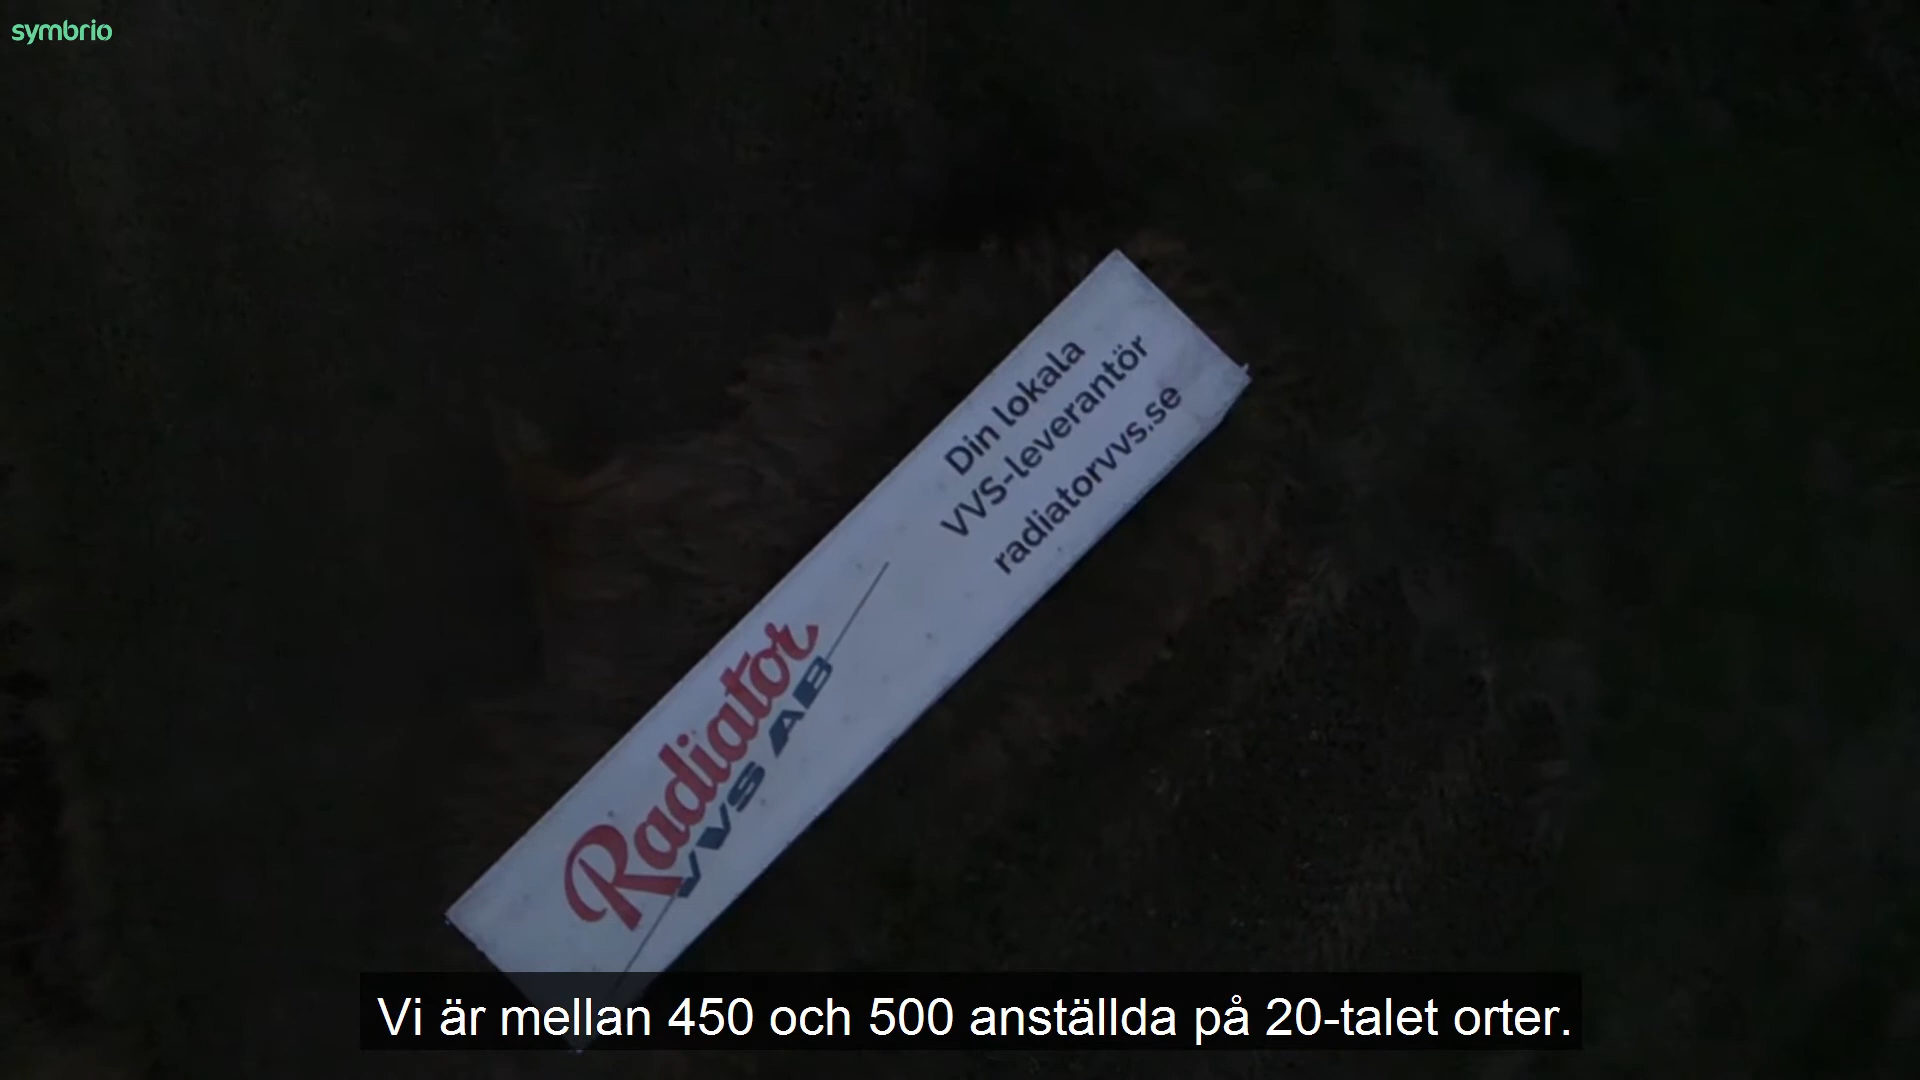 symbrio
Din lokala
VVS-leverantör
radiatorvvs.se
Radiator
VVS AB
Vi är mellan 450 och 500 anställda på 20-talet orter.